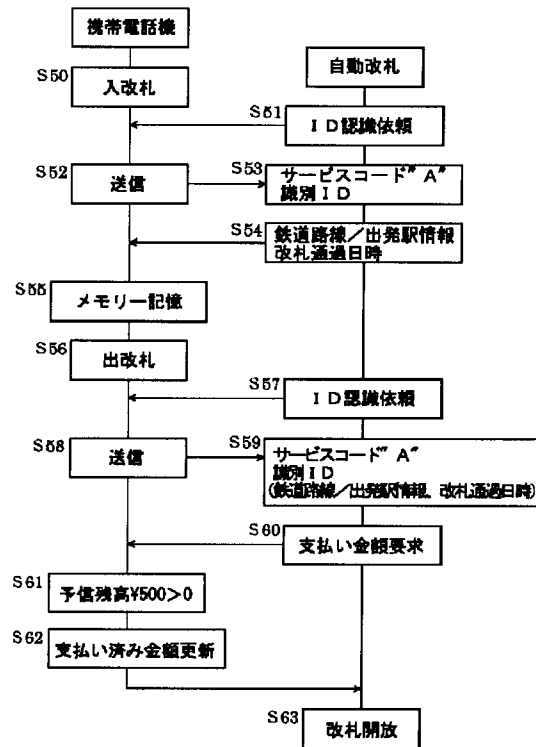 携帯電話機
自動改札
S50
入改札
S51
ID認識依頼
S52
送信
S53
サービスコード"A"
識別ID
S54
鉄道路線／出発駅情報
改札通過日時
S55
メモリー記憶
S56
出改札
S57
ID認識依頼
S58
送信
S59
サービスコード"A"
識別ID
(鉄道路線／出発駅情報、改札通過日時)
S60
支払い金額要求
S61
予信残高¥500>0
S62
支払い済み金額更新
S63
改札開放